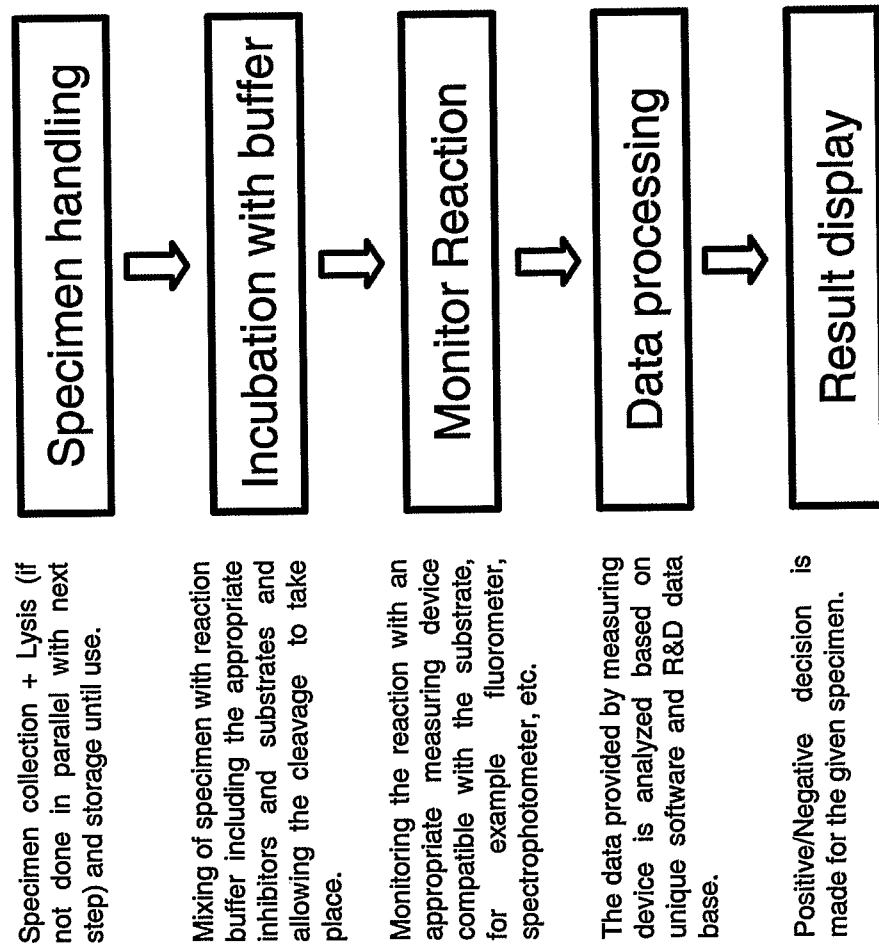 Specimen collection + Lysis (if
not done in parallel with next
step) and storage until use.
Specimen handling
Mixing of specimen with reaction
buffer including the appropriate
inhibitors and substrates and
allowing the cleavage to take
place.
Incubation with buffer
Monitoring the reaction with an
appropriate measuring device
compatible with the substrate,
for example fluorometer,
spectrophotometer, etc.
Monitor Reaction
The data provided by measuring
device is analyzed based on
unique software and R&D data
base.
Data processing
Positive/Negative decision is
made for the given specimen.
Result display